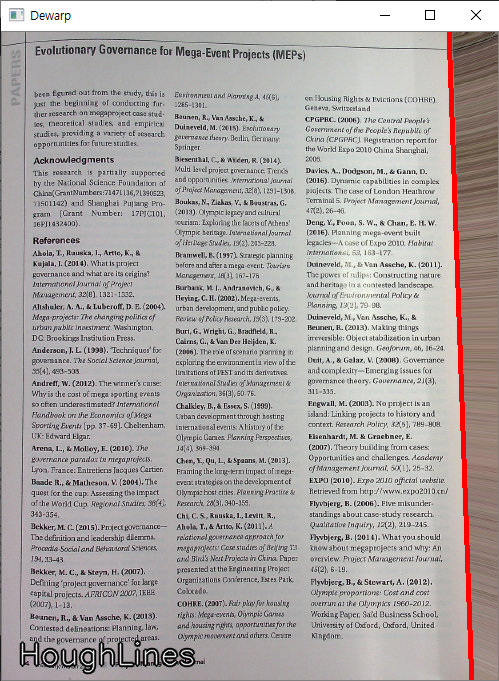 Dewarp
PAPERS
Evolutionary Governance for Mega-Event Projects (MEPs)
been figured out from the study, this is
just the beginning of conducting fur-
ther research on megaproject case stud-
ies, theoretical studies, and empirical
studies, providing a variety of research
opportunities for future studies.
Acknowledgments
This research is partially supported
by the National Science Foundation of
China(GrantNumbers:71471136,71390523,
71501142) and Shanghai Pujiang Pro-
gram (Grant Number: 17PJC101,
16PJ1432400).
References
Ahola, T., Ruuska, I., Artto, K., &
Kujala, J. (2014). What is project
governance and what are its origins?
International Journal of Project
Management, 32(8), 1321–1332.
Altshuler, A. A., & Luberoff, D. E. (2004).
Mega-projects: The changing politics of
urban public investment. Washington,
DC: Brookings Institution Press.
Anderson, J. L. (1998). 'Techniques' for
governance. The Social Science Journal,
35(4), 493–508.
Andreff, W. (2012). The winner's curse:
Why is the cost of mega sporting events
so often underestimated? International
Handbook on the Economics of Mega
Sporting Events (pp. 37–69). Cheltenham,
UK: Edward Elgar.
Arena, L., & Molloy, E. (2010). The
governance paradox in megaprojects.
Lyon, France: Entretiens Jacques Cartier.
Baade, R., & Matheson, V. (2004). The
quest for the cup: Assessing the impact
of the World Cup. Regional Studies, 38(4),
343–354.
Bekker, M. C. (2015). Project governance—
The definition and leadership dilemma.
Procedia-Social and Behavioral Sciences,
194, 33–43.
Bekker, M. C., & Steyn, H. (2007).
Defining 'project governance' for large
capital projects. AFRICON 2007, IEEE
(2007), 1–13.
Beunen, R., & Van Assche, K. (2013).
Contested delineations: Planning, law,
and the governance of protected areas.
Environment and Planning A, 45(6),
1285–1301.
Beunen, R., Van Assche, K., &
Duineveld, M. (2015). Evolutionary
governance theory. Berlin, Germany:
Springer.
Biesenthal, C., & Wilden, R. (2014).
Multi-level project governance: Trends
and opportunities. International Journal
of Project Management, 32(8), 1291–1308.
Boukas, N., Ziakas, V., & Boustras, G.
(2013). Olympic legacy and cultural
tourism: Exploring the facets of Athens'
Olympic heritage. International Journal
of Heritage Studies, 19(2), 203–228.
Bramwell, B. (1997). Strategic planning
before and after a mega-event. Tourism
Management, 18(3), 167–176.
Burbank, M. J., Andranovich, G., &
Heying, C. H. (2002). Mega-events,
urban development, and public policy.
Review of Policy Research, 19(3), 179–202.
Burt, G., Wright, G., Bradfield, R.,
Cairns, G., & Van Der Heijden, K.
(2006). The role of scenario planning in
exploring the environment in view of the
limitations of PEST and its derivatives.
International Studies of Management &
Organization, 36(3), 50–76.
Chalkley, B., & Essex, S. (1999).
Urban development through hosting
international events: A history of the
Olympic Games. Planning Perspectives,
14(4), 369–394.
Chen, Y., Qu, L., & Spaans, M. (2013).
Framing the long-term impact of mega-
event strategies on the development of
Olympic host cities. Planning Practice &
Research, 28(3), 340–359.
Chi, C. S., Ruuska, I., Levitt, R.,
Ahola, T., & Artto, K. (2011). A
relational governance approach for
megaprojects: Case studies of Beijing T3
and Bird's Nest Projects in China. Paper
presented at the Engineering Project
Organizations Conference, Estes Park,
Colorado.
COHRE. (2007). Fair play for housing
rights: Mega-events, Olympic Games
and housing rights, opportunities for the
Olympic movement and others. Centre
on Housing Rights & Evictions (COHRE).
Geneva, Switzerland
CPGPRC. (2006). The Central People's
Government of the People's Republic of
China (CPGPRC). Registration report for
the World Expo 2010 China Shanghai,
2006.
Davies, A., Dodgson, M., & Gann, D.
(2016). Dynamic capabilities in complex
projects: The case of London Heathrow
Terminal 5. Project Management Journal,
47(2), 26–46.
Deng, Y., Poon, S. W., & Chan, E. H. W.
(2016). Planning mega-event built
legacies—A case of Expo 2010. Habitat
International, 53, 163–177.
Duineveld, M., & Van Assche, K. (2011).
The power of tulips: Constructing nature
and heritage in a contested landscape.
Journal of Environmental Policy &
Planning, 13(2), 79–98.
Duineveld, M., Van Assche, K., &
Beunen, R. (2013). Making things
irreversible: Object stabilization in urban
planning and design. Geoforum, 46, 16–24.
Duit, A., & Galaz, V. (2008). Governance
and complexity—Emerging issues for
governance theory. Governance, 21(3),
311–335.
Engwall, M. (2003). No project is an
island: Linking projects to history and
context. Research Policy, 32(5), 789–808.
Eisenhardt, M. & Graebner, E.
(2007). Theory building from cases:
Opportunities and challenges. Academy
of Management Journal, 50(1), 25–32.
EXPO (2010). Expo 2010 official website.
Retrieved from http://www.expo2010.cn/
Flyvbjerg, B. (2006). Five misunder-
standings about case-study research.
Qualitative Inquiry, 12(2), 219–245.
Flyvbjerg, B. (2014). What you should
know about megaprojects and why: An
overview. Project Management Journal,
45(2), 6–19.
Flyvbjerg, B., & Stewart, A. (2012).
Olympic proportions: Cost and cost
overrun at the Olympics 1960–2012.
Working Paper, Saïd Business School,
University of Oxford, Oxford, United
Kingdom.
HoughLines